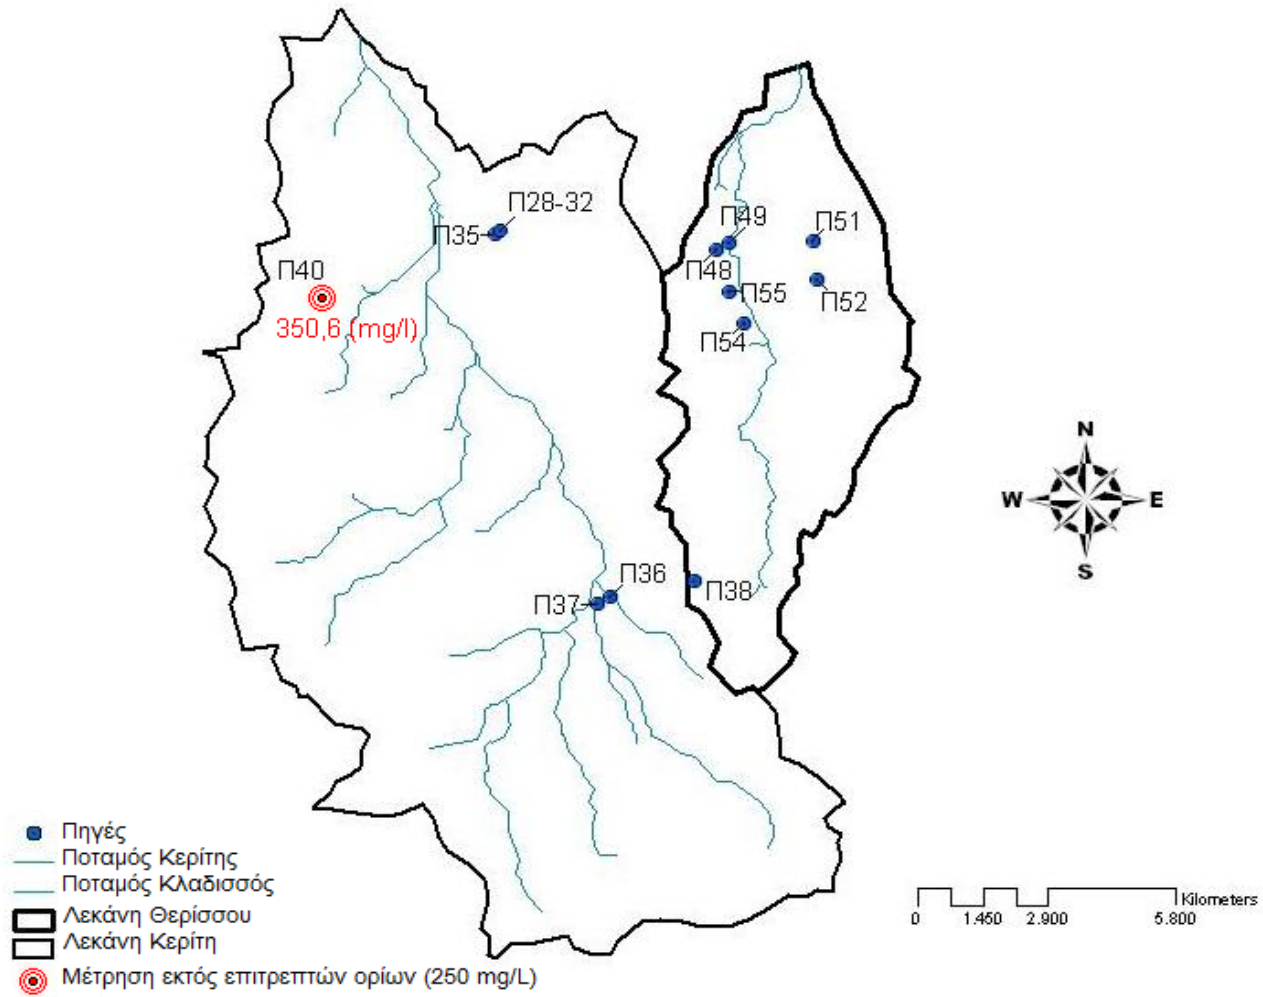 Π28-32
Π35
Π40
350,6 (mg/l)
Π49
Π48
Π51
Π52
Π55
Π54
Π36
Π37
Π38
N
W
E
S
Πηγές
Ποταμός Κερίτης
Ποταμός Κλαδισσός
Λεκάνη Θερίσσου
Λεκάνη Κερίτη
Μέτρηση εκτός επιτρεπτών ορίων (250 mg/L)
Kilometers
0 1.450 2.900 5.800